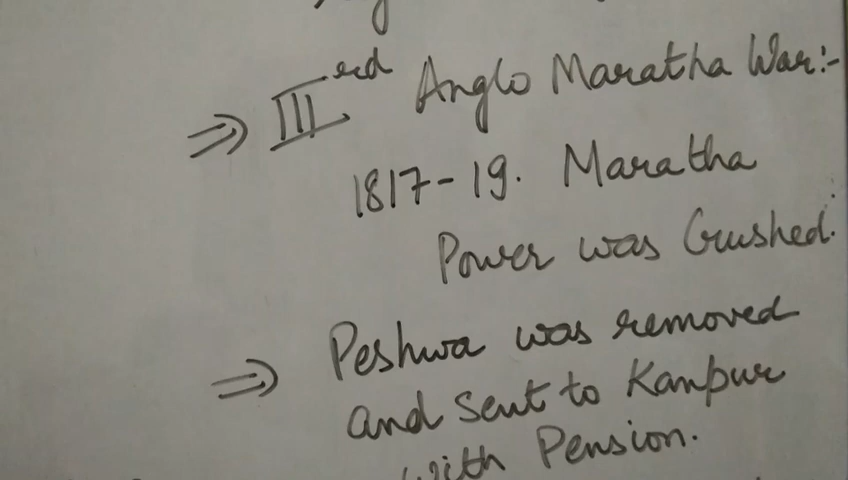 ⇒ IIIrd Anglo Maratha War:-
1817-19. Maratha
Power was Crushed.
⇒ Peshwa was removed
and sent to Kanpur
with Pension.